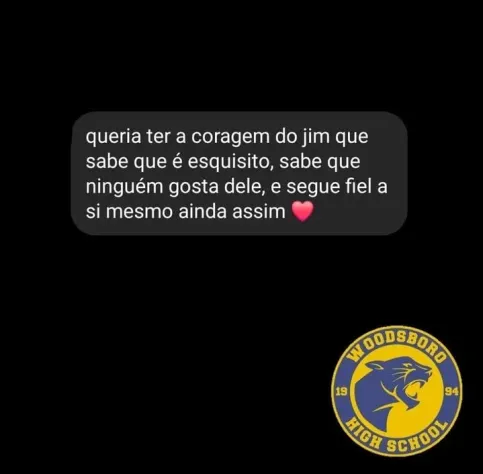 queria ter a coragem do jim que
sabe que é esquisito, sabe que
ninguém gosta dele, e segue fiel a
si mesmo ainda assim ❤️
WOODSBORO
19 94
HIGH SCHOOL